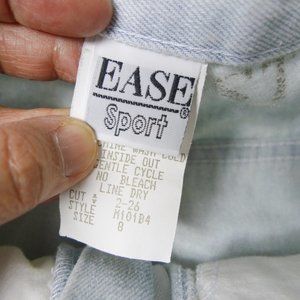 EASE®
Sport
MACHINE WASH COLD
INSIDE OUT
GENTLE CYCLE
NO BLEACH
LINE DRY
CUT # 2-26
STYLE M101B4
SIZE 8